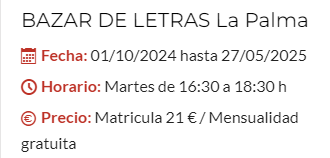 BAZAR DE LETRAS La Palma
Fecha: 01/10/2024 hasta 27/05/2025
Horario: Martes de 16:30 a 18:30 h
Precio: Matricula 21 € / Mensualidad
gratuita